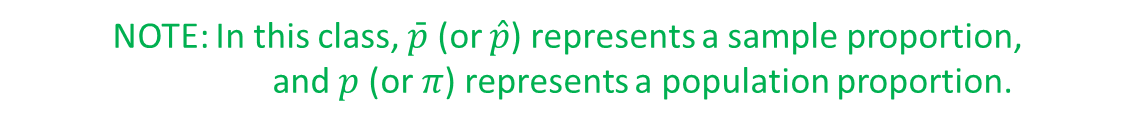 NOTE: In this class, p̄ (or p̂) represents a sample proportion,
and p (or π) represents a population proportion.